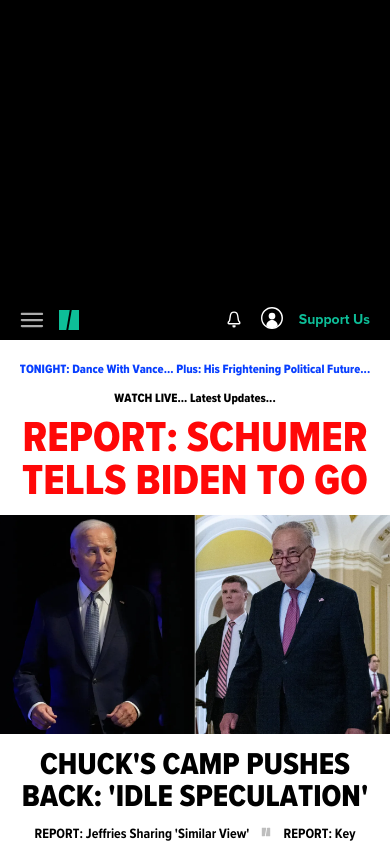 Support Us
TONIGHT: Dance With Vance... Plus: His Frightening Political Future...
WATCH LIVE... Latest Updates...
REPORT: SCHUMER
TELLS BIDEN TO GO
CHUCK'S CAMP PUSHES
BACK: 'IDLE SPECULATION'
REPORT: Jeffries Sharing 'Similar View' REPORT: Key